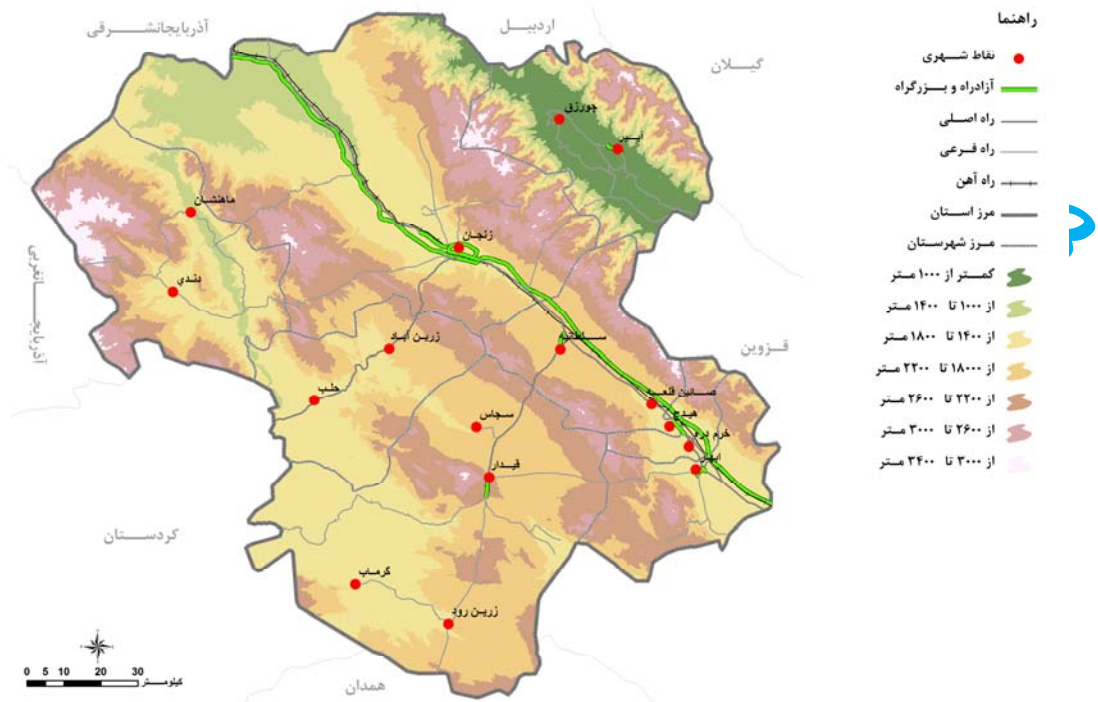 راهنما
نقاط شهری
آزادراه و بزرگراه
راه اصلی
راه فرعی
راه آهن
مرز استان
مرز شهرستان
کمتر از ۱۰۰۰ متر
از ۱۰۰۰ تا ۱۴۰۰ متر
از ۱۴۰۰ تا ۱۸۰۰ متر
از ۱۸۰۰۰ تا ۲۲۰۰ متر
از ۲۲۰۰ تا ۲۶۰۰ متر
از ۲۶۰۰ تا ۳۰۰۰ متر
از ۳۰۰۰ تا ۳۴۰۰ متر
اردبیل
آذربایجانشرقی
گیلان
چورزق
آببر
ماهنشان
زنجان
آذربایجانغربی
دندي
سلطانیه
زرین آباد
قزوین
حلب
صائین قلعه
هیدج
سجاس
خرم دره
ابهر
قیدار
کردستان
گرماب
زرین رود
همدان
0 5 10 20 30
کیلومتر